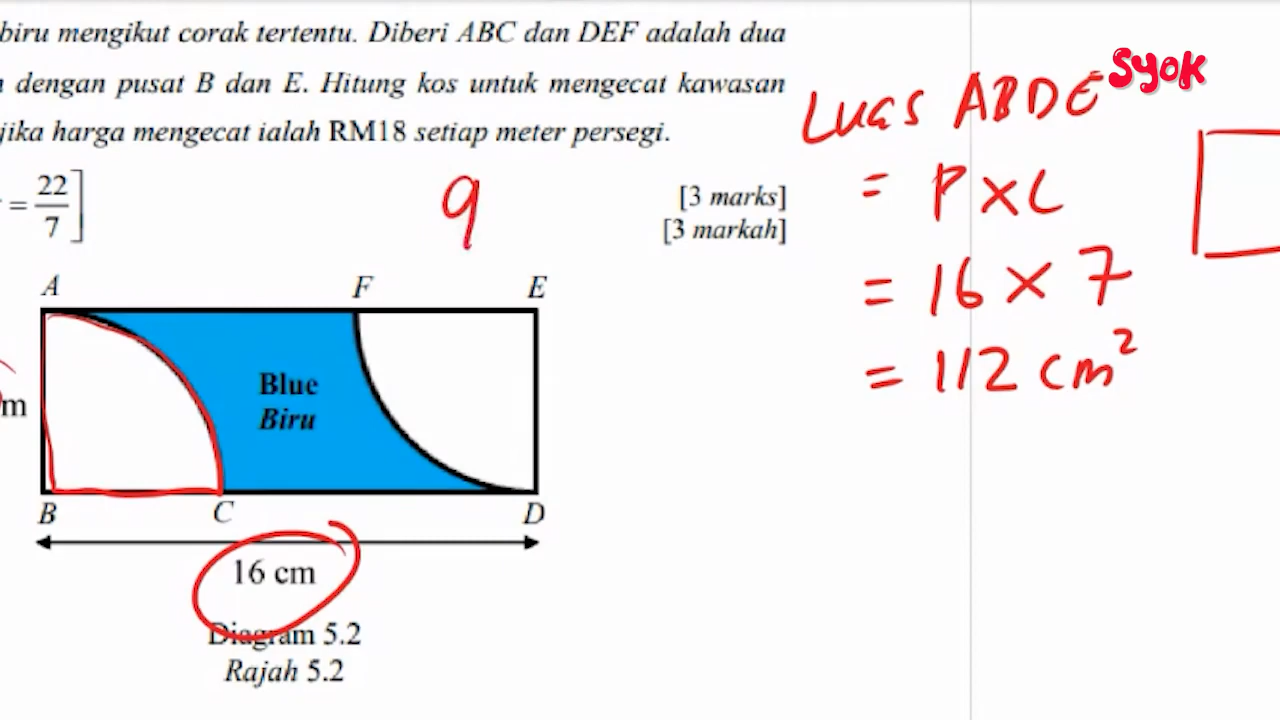 biru mengikut corak tertentu. Diberi ABC dan DEF adalah dua
dengan pusat B dan E. Hitung kos untuk mengecat kawasan
jika harga mengecat ialah RM18 setiap meter persegi.
= 22/7]
9
[3 marks]
[3 markah]
A F E
Blue
Biru
m
B C D
16 cm
Diagram 5.2
Rajah 5.2
syok
Luas ABDE
= P × L
= 16 × 7
= 112 cm²